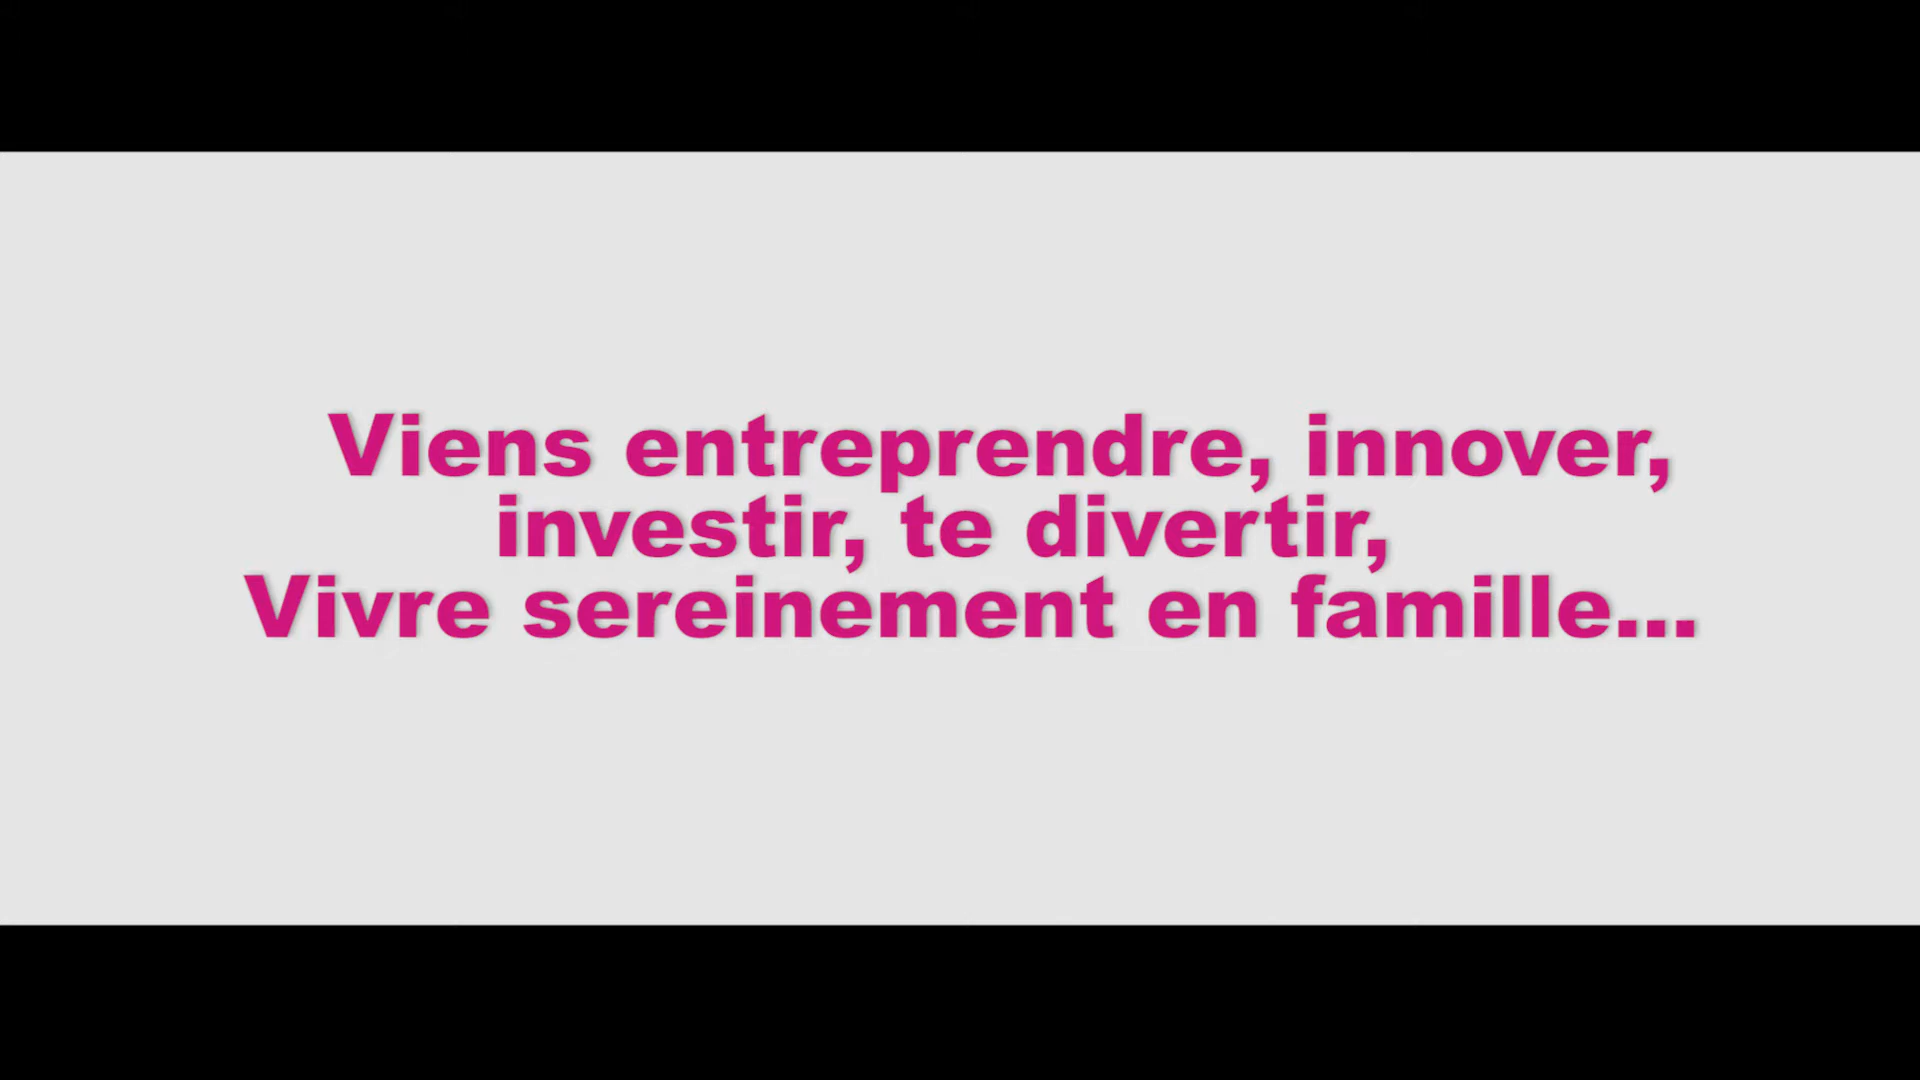 Viens entreprendre, innover,
investir, te divertir,
Vivre sereinement en famille...